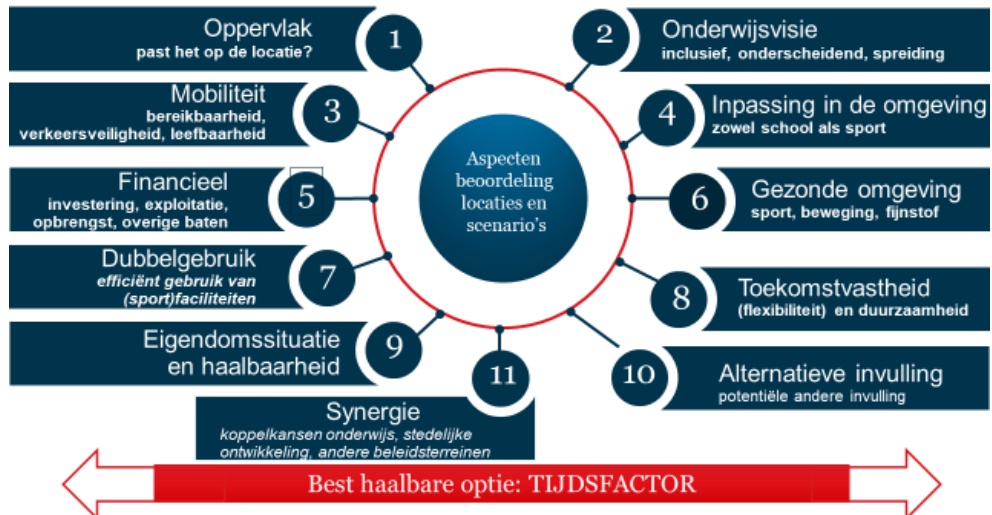 Oppervlak
past het op de locatie?
1
2
Onderwijsvisie
inclusief, onderscheidend, spreiding
Mobiliteit
bereikbaarheid,
verkeersveiligheid, leefbaarheid
3
4
Inpassing in de omgeving
zowel school als sport
Aspecten
beoordeling
locaties en
scenario's
Financieel
investering, exploitatie,
opbrengst, overige baten
5
6
Gezonde omgeving
sport, beweging, fijnstof
Dubbelgebruik
efficiënt gebruik van
(sport)faciliteiten
7
8
Toekomstvastheid
(flexibiliteit) en duurzaamheid
Eigendomssituatie
en haalbaarheid
9
10
Alternatieve invulling
potentiële andere invulling
11
Synergie
koppelkansen onderwijs, stedelijke
ontwikkeling, andere beleidsterreinen
Best haalbare optie: TIJDSFACTOR